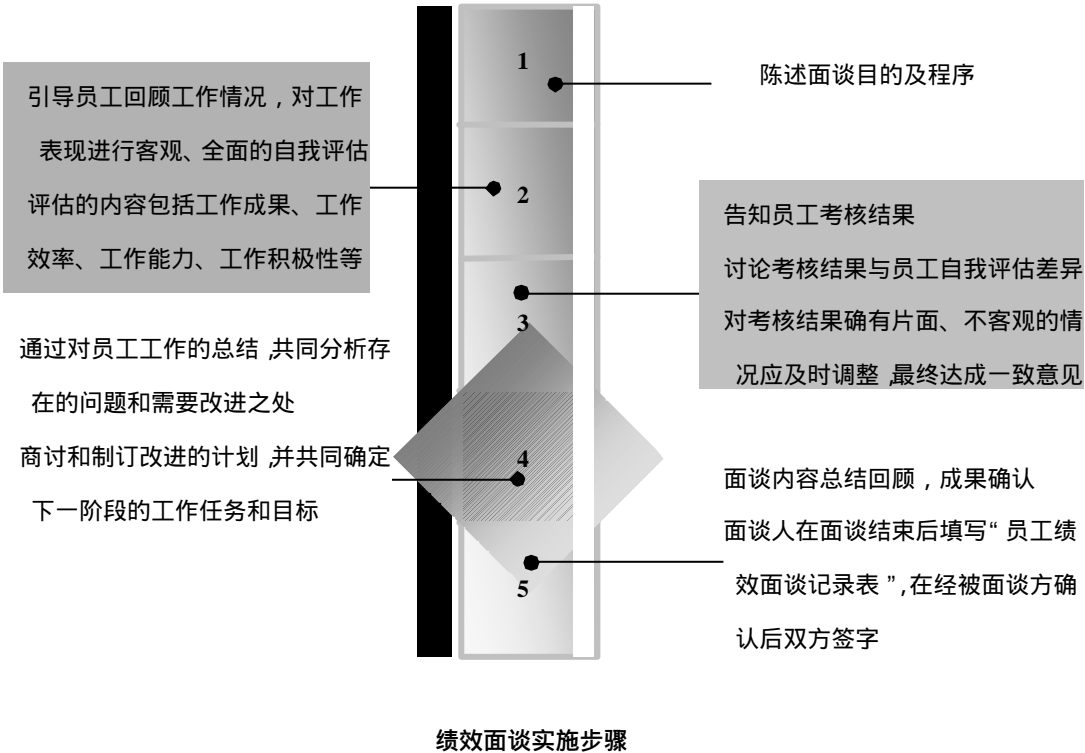 1
陈述面谈目的及程序
引导员工回顾工作情况，对工作
表现进行客观、全面的自我评估
评估的内容包括工作成果、工作
效率、工作能力、工作积极性等
2
告知员工考核结果
讨论考核结果与员工自我评估差异
对考核结果确有片面、不客观的情
况应及时调整,最终达成一致意见
3
通过对员工工作的总结,共同分析存
在的问题和需要改进之处
商讨和制订改进的计划,并共同确定
下一阶段的工作任务和目标
4
面谈内容总结回顾，成果确认
面谈人在面谈结束后填写“员工绩
效面谈记录表”,在经被面谈方确
认后双方签字
5
绩效面谈实施步骤